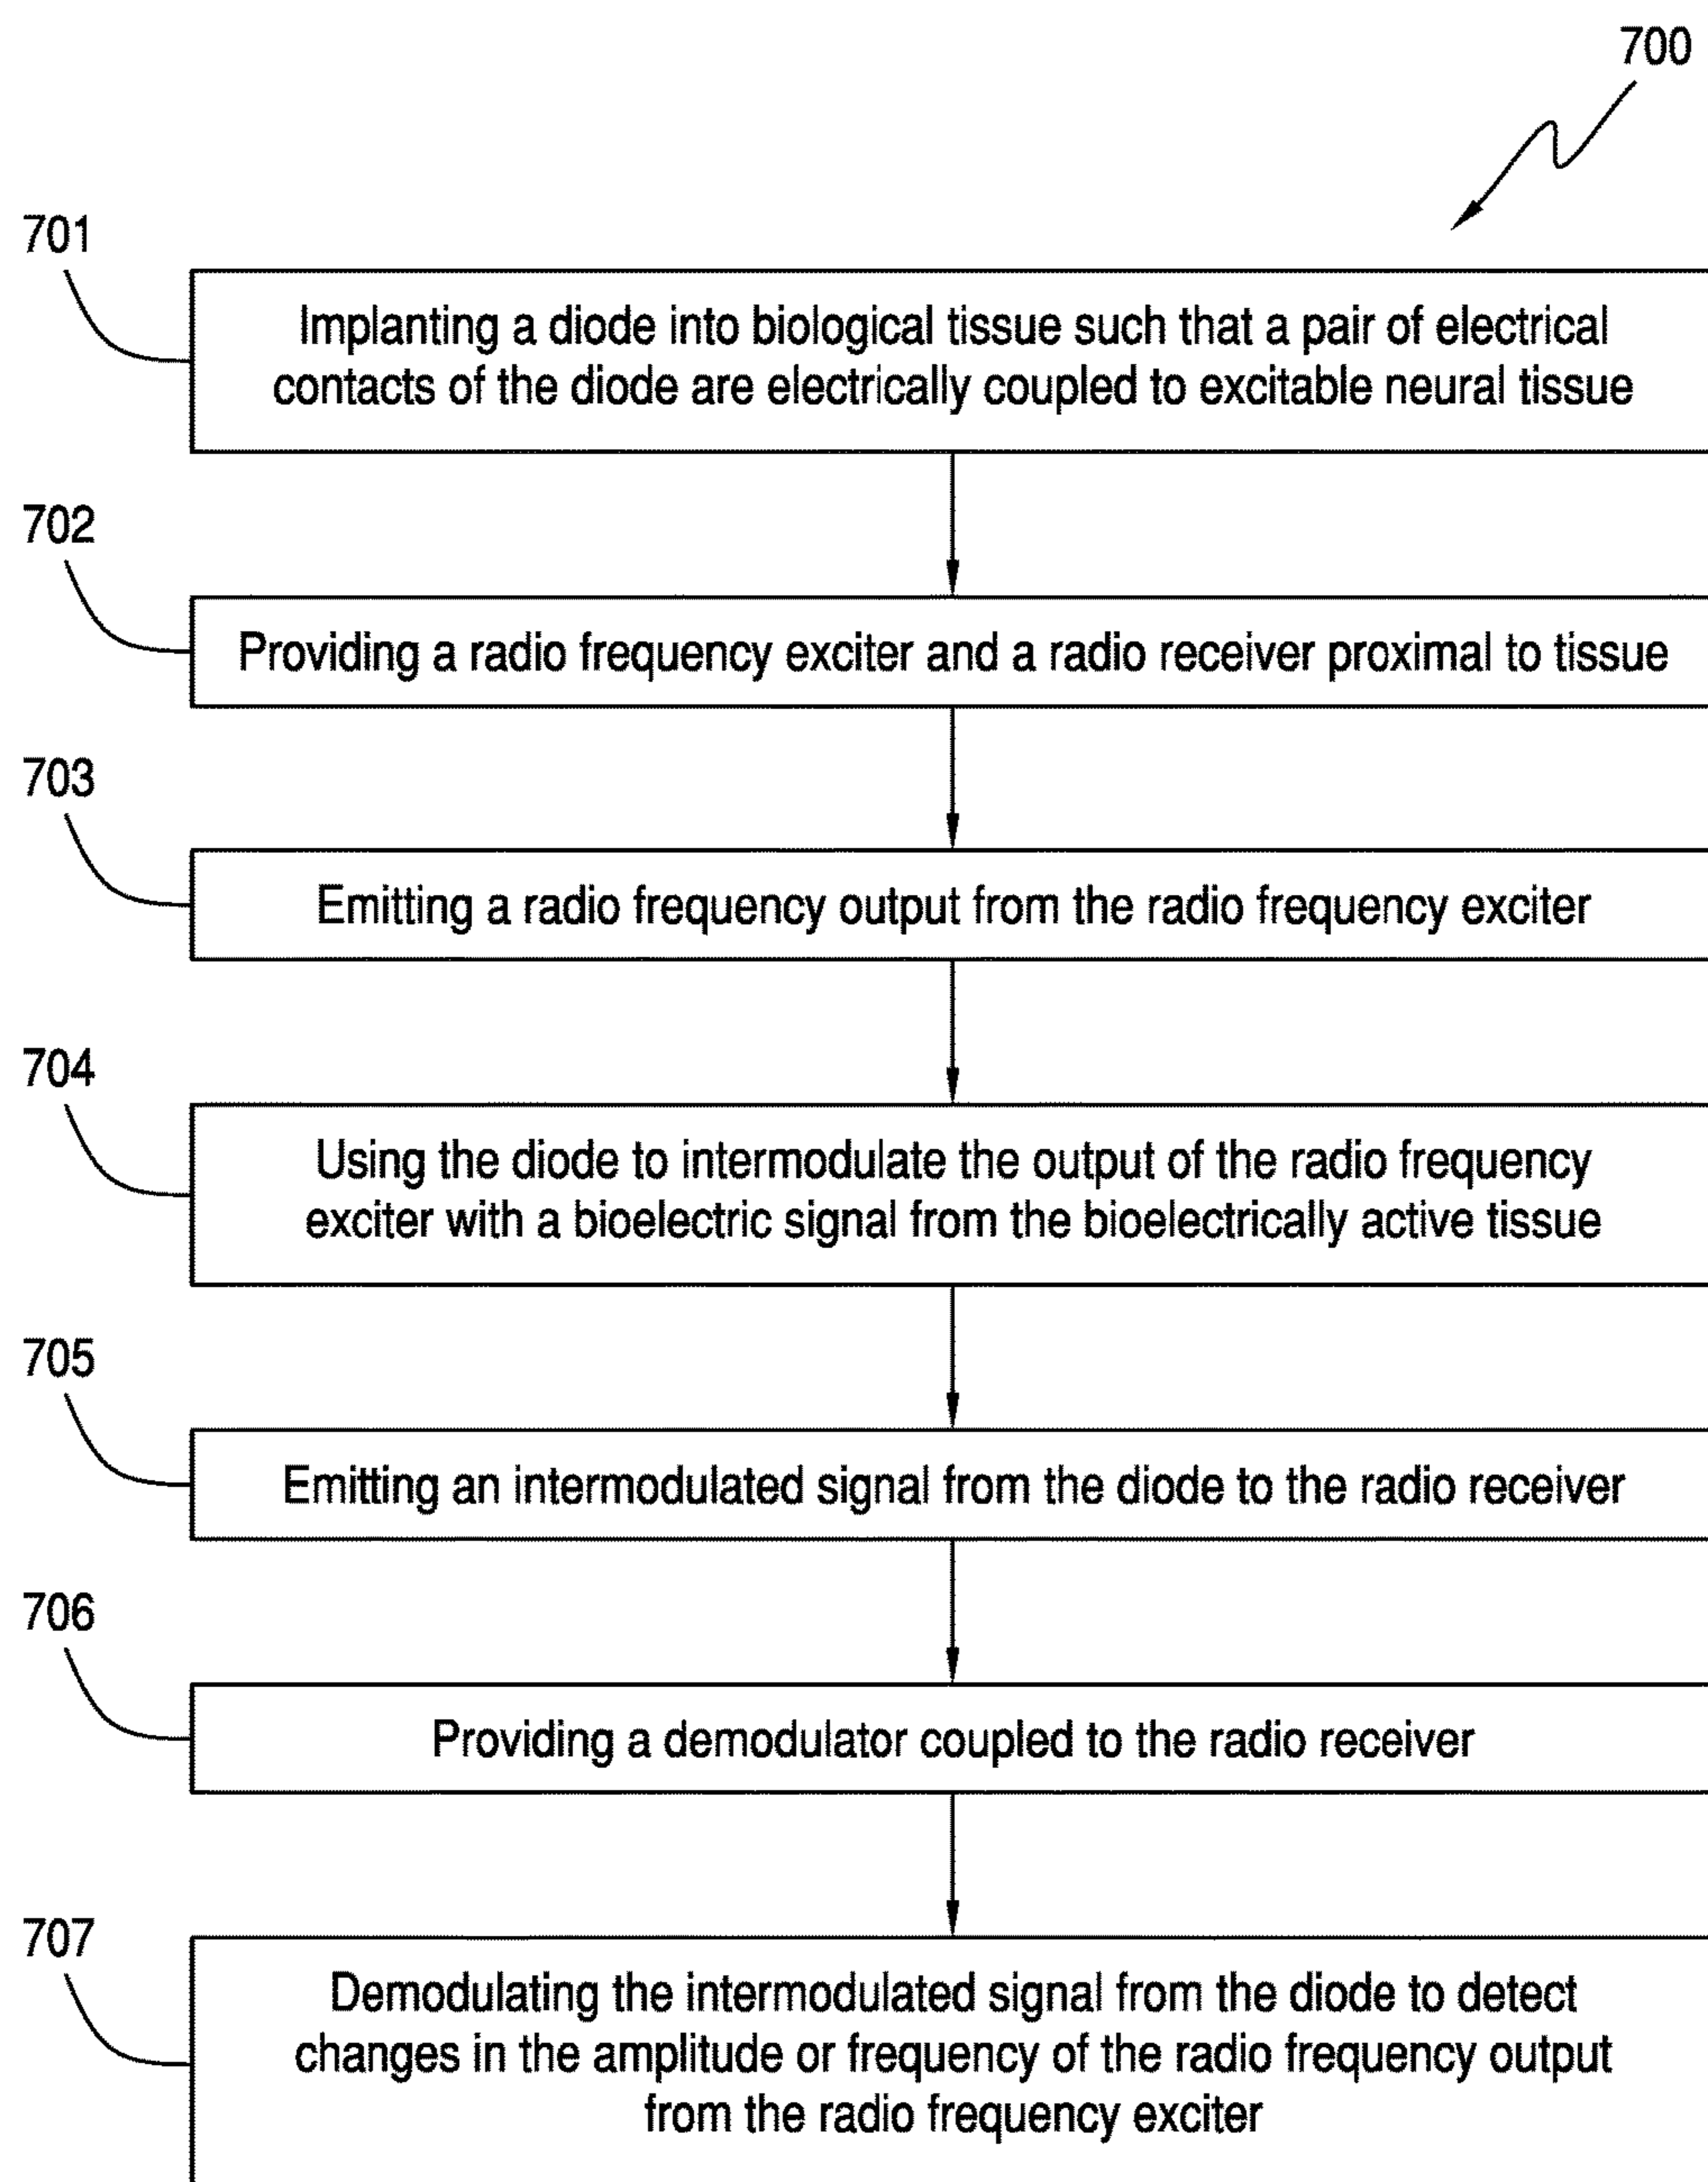 700
701
Implanting a diode into biological tissue such that a pair of electrical
contacts of the diode are electrically coupled to excitable neural tissue
702
Providing a radio frequency exciter and a radio receiver proximal to tissue
703
Emitting a radio frequency output from the radio frequency exciter
704
Using the diode to intermodulate the output of the radio frequency
exciter with a bioelectric signal from the bioelectrically active tissue
705
Emitting an intermodulated signal from the diode to the radio receiver
706
Providing a demodulator coupled to the radio receiver
707
Demodulating the intermodulated signal from the diode to detect
changes in the amplitude or frequency of the radio frequency output
from the radio frequency exciter